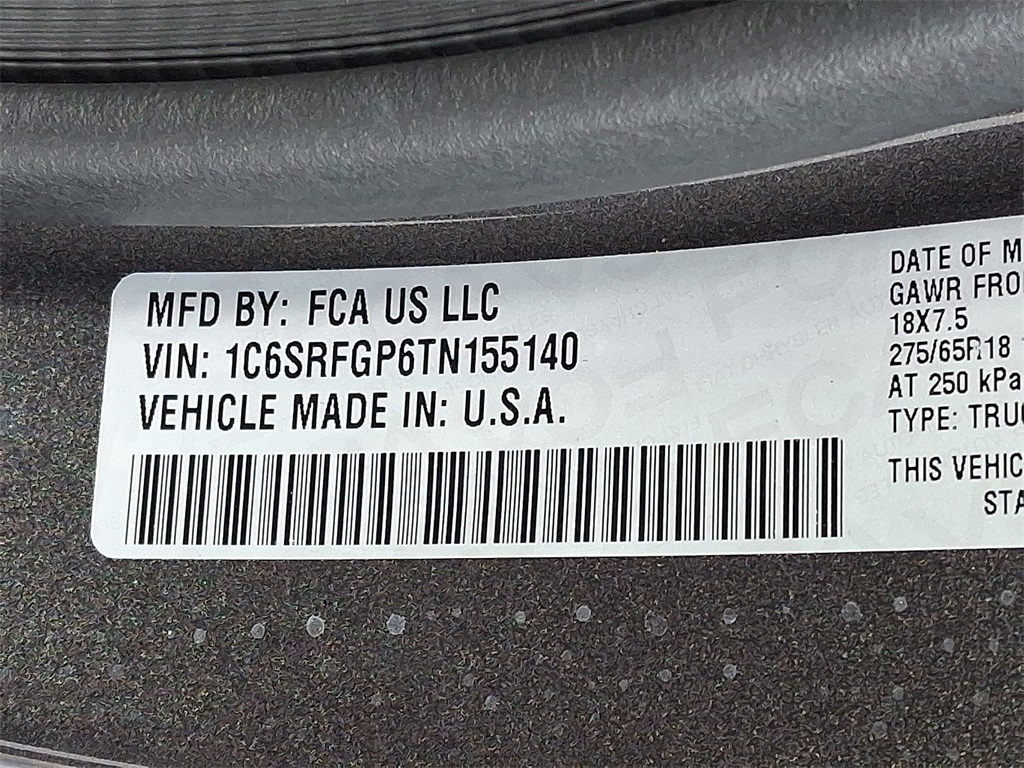 MFD BY: FCA US LLC
VIN: 1C6SRFGP6TN155140
VEHICLE MADE IN: U.S.A.
DATE OF M
GAWR FRO
18X7.5
275/65R18
AT 250 kPa
TYPE: TRU
THIS VEHIC
STA